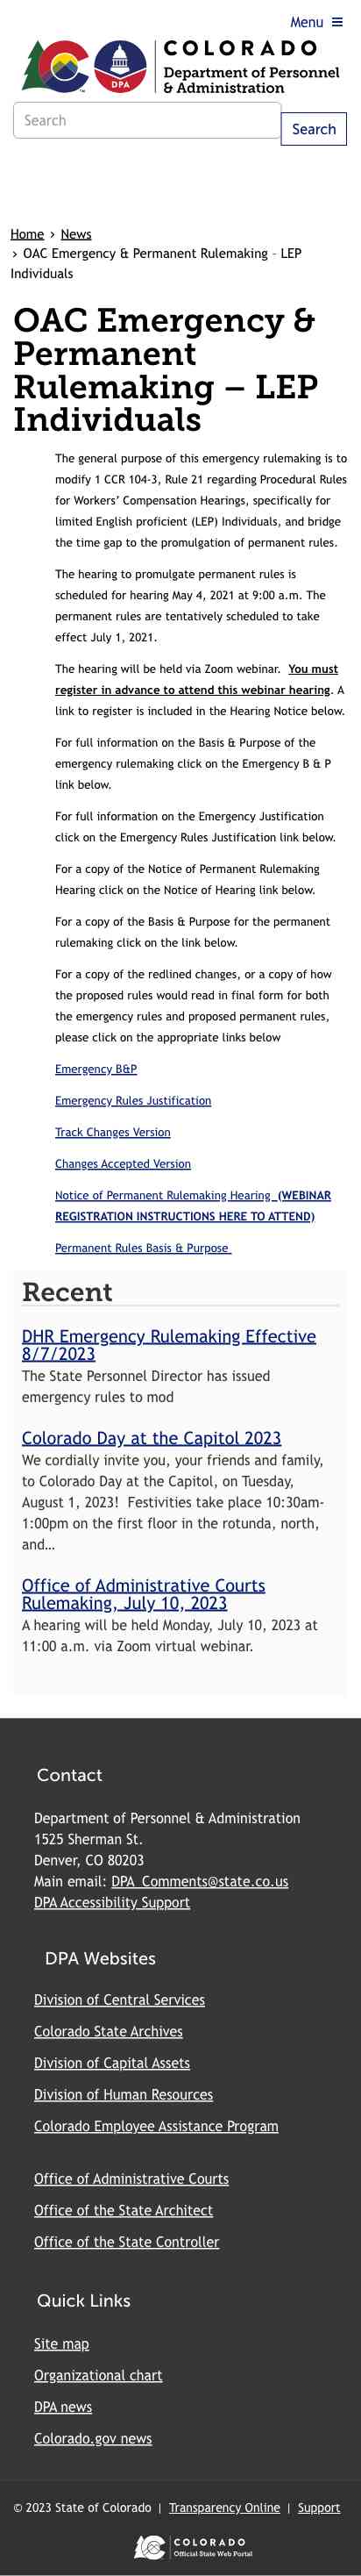 Menu ≡
COLORADO
Department of Personnel
& Administration
TM
DPA
Search
Search
Home › News
› OAC Emergency & Permanent Rulemaking – LEP
Individuals
OAC Emergency &
Permanent
Rulemaking – LEP
Individuals
The general purpose of this emergency rulemaking is to
modify 1 CCR 104-3, Rule 21 regarding Procedural Rules
for Workers’ Compensation Hearings, specifically for
limited English proficient (LEP) Individuals, and bridge
the time gap to the promulgation of permanent rules.
The hearing to promulgate permanent rules is
scheduled for hearing May 4, 2021 at 9:00 a.m. The
permanent rules are tentatively scheduled to take
effect July 1, 2021.
The hearing will be held via Zoom webinar. You must
register in advance to attend this webinar hearing. A
link to register is included in the Hearing Notice below.
For full information on the Basis & Purpose of the
emergency rulemaking click on the Emergency B & P
link below.
For full information on the Emergency Justification
click on the Emergency Rules Justification link below.
For a copy of the Notice of Permanent Rulemaking
Hearing click on the Notice of Hearing link below.
For a copy of the Basis & Purpose for the permanent
rulemaking click on the link below.
For a copy of the redlined changes, or a copy of how
the proposed rules would read in final form for both
the emergency rules and proposed permanent rules,
please click on the appropriate links below
Emergency B&P
Emergency Rules Justification
Track Changes Version
Changes Accepted Version
Notice of Permanent Rulemaking Hearing (WEBINAR
REGISTRATION INSTRUCTIONS HERE TO ATTEND)
Permanent Rules Basis & Purpose
Recent
DHR Emergency Rulemaking Effective
8/7/2023
The State Personnel Director has issued
emergency rules to mod
Colorado Day at the Capitol 2023
We cordially invite you, your friends and family,
to Colorado Day at the Capitol, on Tuesday,
August 1, 2023! Festivities take place 10:30am-
1:00pm on the first floor in the rotunda, north,
and…
Office of Administrative Courts
Rulemaking, July 10, 2023
A hearing will be held Monday, July 10, 2023 at
11:00 a.m. via Zoom virtual webinar.
Contact
Department of Personnel & Administration
1525 Sherman St.
Denver, CO 80203
Main email: DPA_Comments@state.co.us
DPA Accessibility Support
DPA Websites
Division of Central Services
Colorado State Archives
Division of Capital Assets
Division of Human Resources
Colorado Employee Assistance Program
Office of Administrative Courts
Office of the State Architect
Office of the State Controller
Quick Links
Site map
Organizational chart
DPA news
Colorado.gov news
© 2023 State of Colorado | Transparency Online | Support
COLORADO
Official State Web Portal